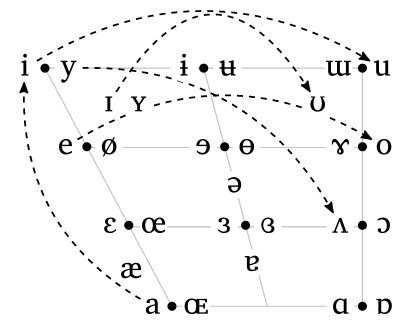 i y ɨ ʉ ɯ u
ɪ ʏ ʊ
e ø ɘ ɵ ɤ o
ə
ɛ œ ɜ ɞ ʌ ɔ
æ ɐ
a ɶ ɑ ɒ